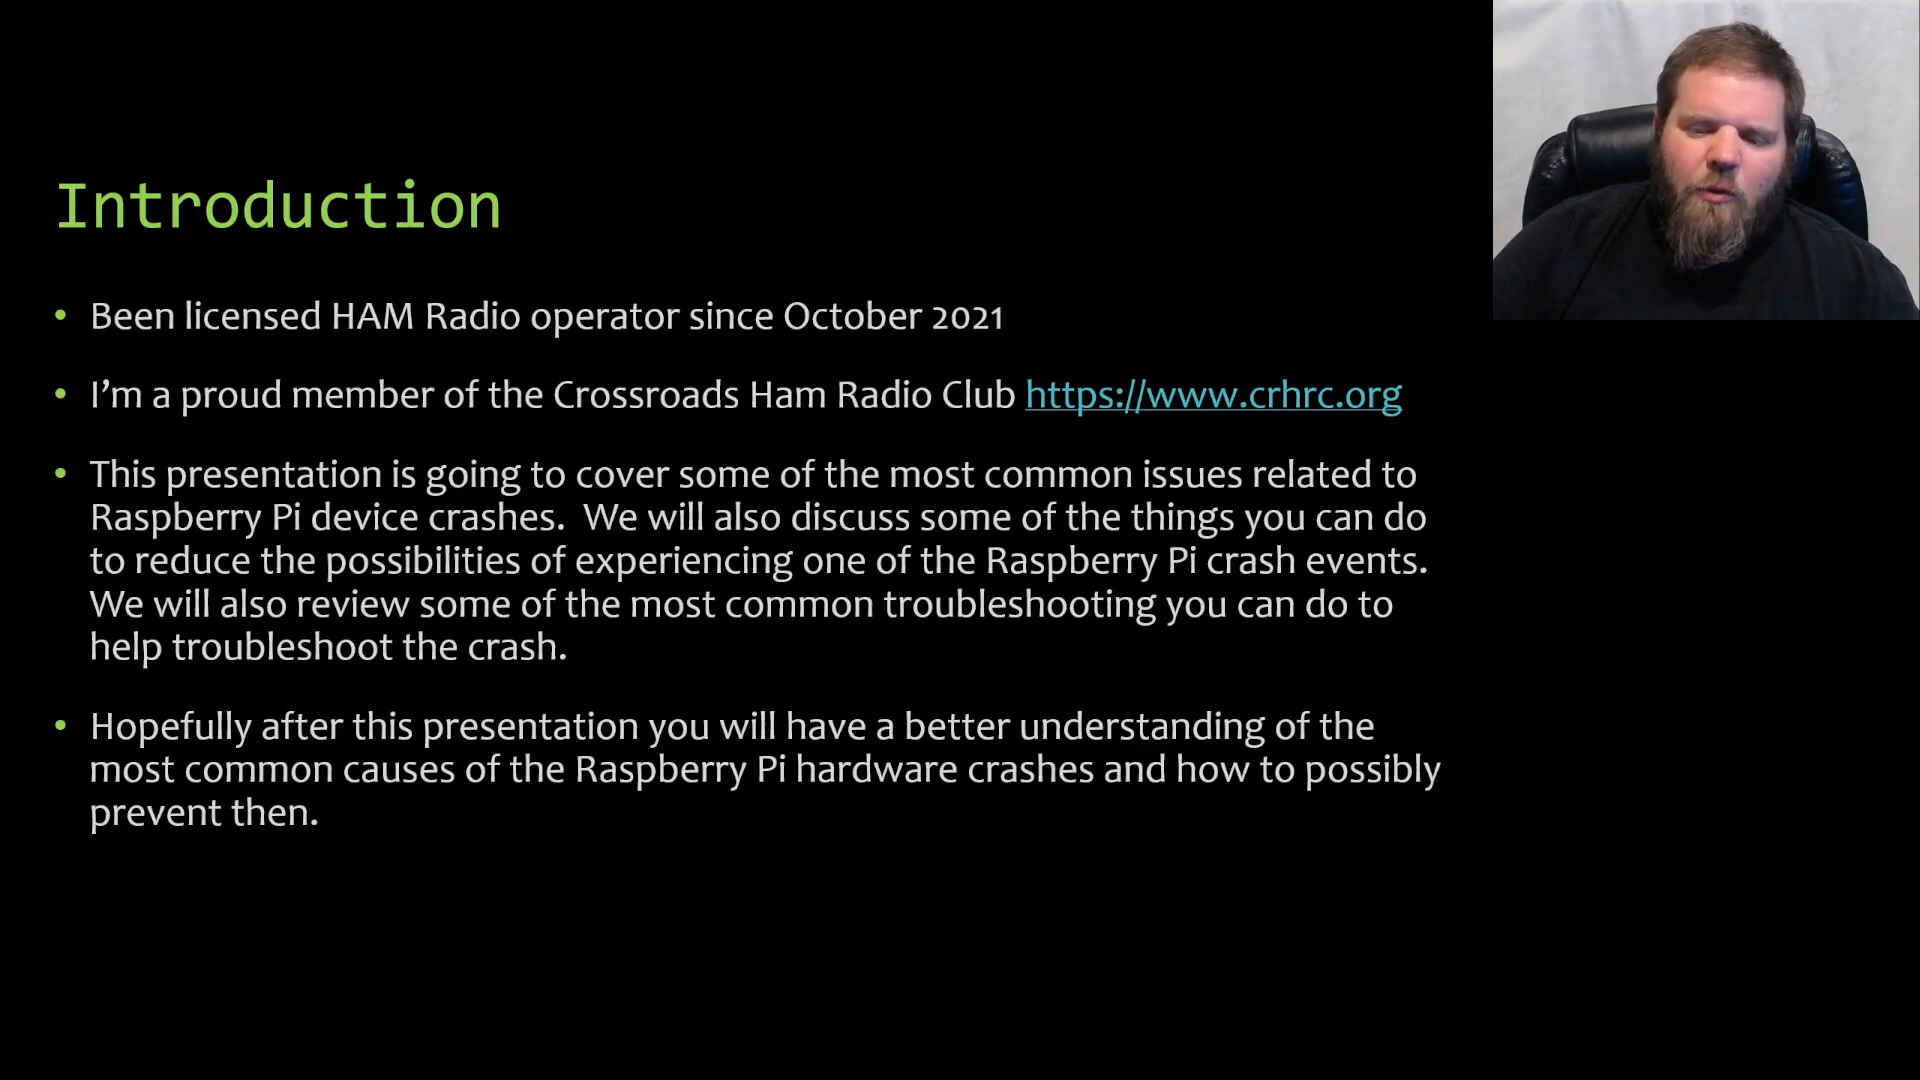 Introduction
• Been licensed HAM Radio operator since October 2021
• I’m a proud member of the Crossroads Ham Radio Club https://www.crhrc.org
• This presentation is going to cover some of the most common issues related to
Raspberry Pi device crashes.  We will also discuss some of the things you can do
to reduce the possibilities of experiencing one of the Raspberry Pi crash events.
We will also review some of the most common troubleshooting you can do to
help troubleshoot the crash.
• Hopefully after this presentation you will have a better understanding of the
most common causes of the Raspberry Pi hardware crashes and how to possibly
prevent then.